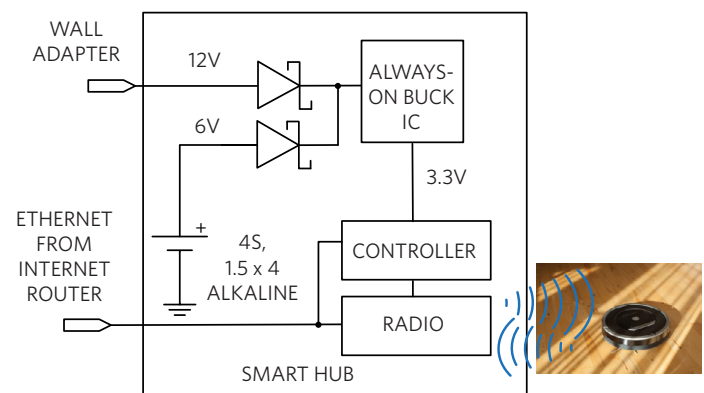 WALL
ADAPTER
12V
ALWAYS-
ON BUCK
IC
6V
3.3V
ETHERNET
FROM
INTERNET
ROUTER
+
4S,
1.5 x 4
ALKALINE
CONTROLLER
RADIO
SMART HUB